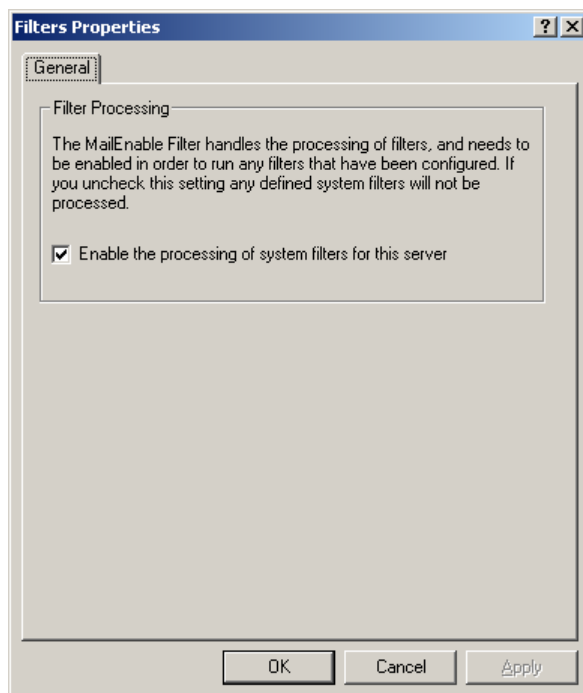 Filters Properties
General
Filter Processing
The MailEnable Filter handles the processing of filters, and needs to
be enabled in order to run any filters that have been configured. If
you uncheck this setting any defined system filters will not be
processed.
Enable the processing of system filters for this server
OK
Cancel
Apply